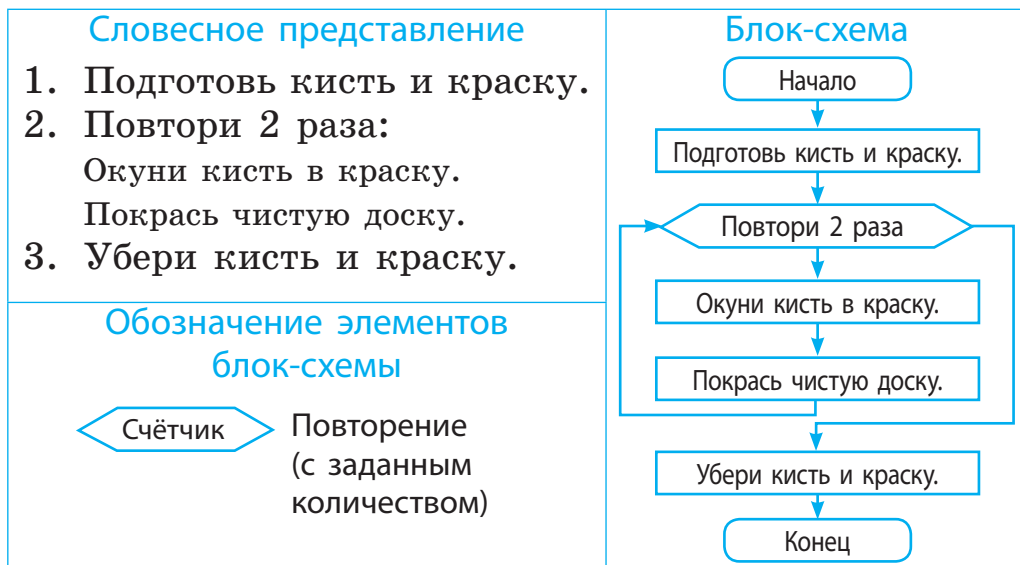 Словесное представление
1. Подготовь кисть и краску.
2. Повтори 2 раза:
Окуни кисть в краску.
Покрась чистую доску.
3. Убери кисть и краску.
Обозначение элементов
блок-схемы
Счётчик
Повторение
(с заданным
количеством)
Блок-схема
Начало
Подготовь кисть и краску.
Повтори 2 раза
Окуни кисть в краску.
Покрась чистую доску.
Убери кисть и краску.
Конец